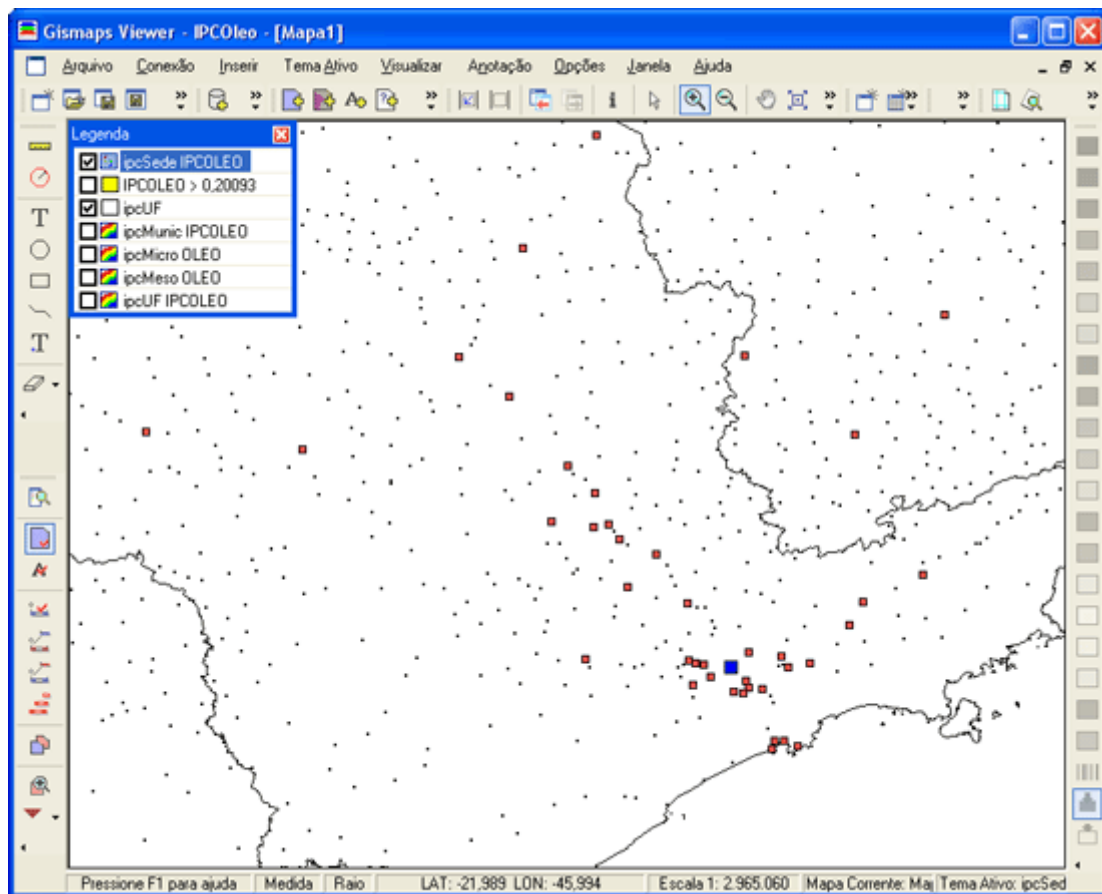 Gismaps Viewer - IPCOleo - [Mapa1]
Arquivo Conexão Inserir Tema Ativo Visualizar Anotação Opções Janela Ajuda
Legenda
ipcSede IPCOLEO
IPCOLEO > 0,20093
ipcUF
ipcMunic IPCOLEO
ipcMicro OLEO
ipcMeso OLEO
ipcUF IPCOLEO
Pressione F1 para ajuda Medida Raio LAT: -21,989 LON: -45,994 Escala 1: 2.965.060 Mapa Corrente: Ma Tema Ativo: ipcSed